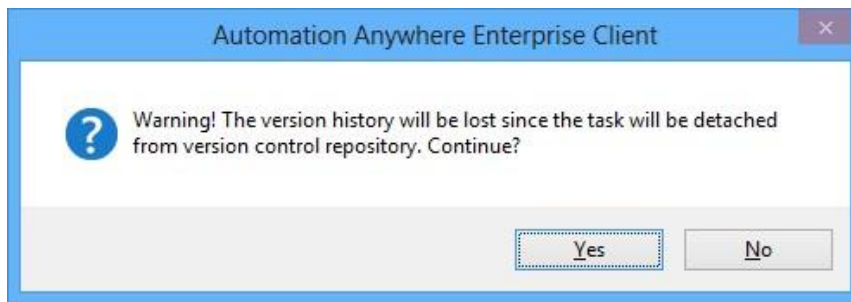 Automation Anywhere Enterprise Client
Warning! The version history will be lost since the task will be detached
from version control repository. Continue?
Yes No